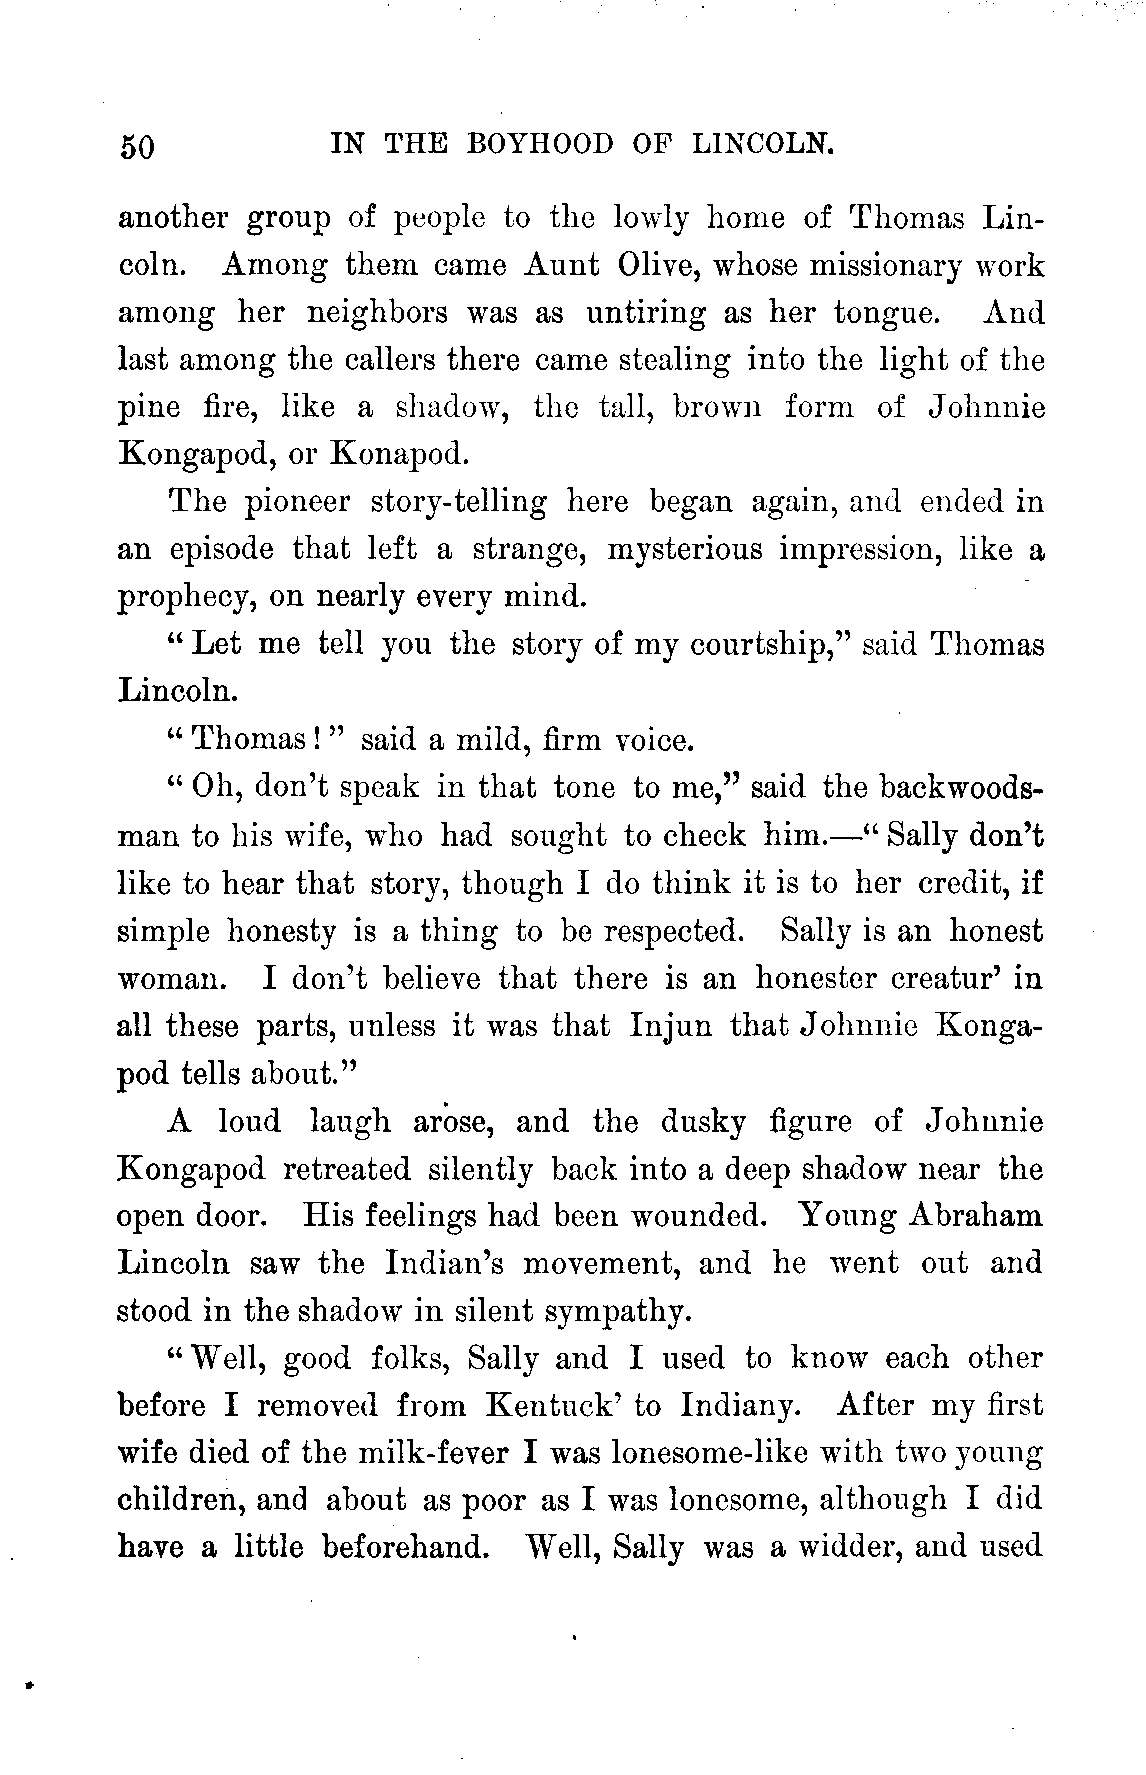 50 IN THE BOYHOOD OF LINCOLN.
another group of people to the lowly home of Thomas Lin-
coln. Among them came Aunt Olive, whose missionary work
among her neighbors was as untiring as her tongue. And
last among the callers there came stealing into the light of the
pine fire, like a shadow, the tall, brown form of Johnnie
Kongapod, or Konapod.
The pioneer story-telling here began again, and ended in
an episode that left a strange, mysterious impression, like a
prophecy, on nearly every mind.
“ Let me tell you the story of my courtship,” said Thomas
Lincoln.
“ Thomas ! ” said a mild, firm voice.
“ Oh, don’t speak in that tone to me,” said the backwoods-
man to his wife, who had sought to check him.—“ Sally don’t
like to hear that story, though I do think it is to her credit, if
simple honesty is a thing to be respected. Sally is an honest
woman. I don’t believe that there is an honester creatur’ in
all these parts, unless it was that Injun that Johnnie Konga-
pod tells about.”
A loud laugh arose, and the dusky figure of Johnnie
Kongapod retreated silently back into a deep shadow near the
open door. His feelings had been wounded. Young Abraham
Lincoln saw the Indian’s movement, and he went out and
stood in the shadow in silent sympathy.
“ Well, good folks, Sally and I used to know each other
before I removed from Kentuck’ to Indiany. After my first
wife died of the milk-fever I was lonesome-like with two young
children, and about as poor as I was lonesome, although I did
have a little beforehand. Well, Sally was a widder, and used